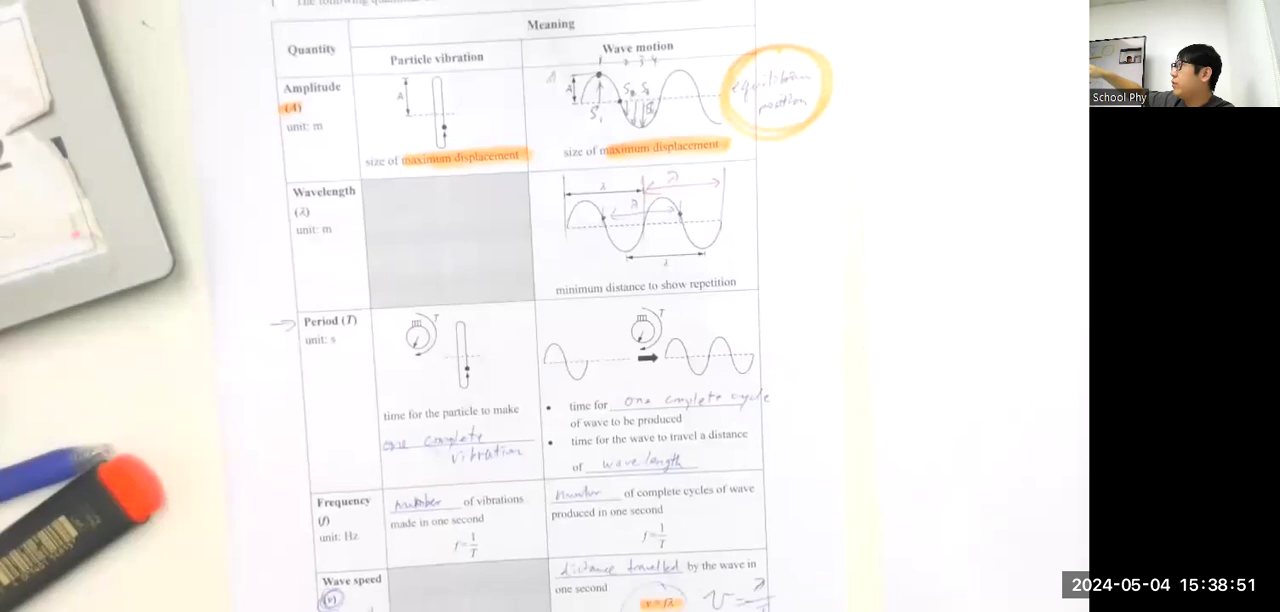 Meaning
Quantity
Particle vibration
Wave motion
Amplitude
(A)
unit: m
A
A
S₁
equilibrium
position
size of maximum displacement
size of maximum displacement
Wavelength
(λ)
unit: m
λ
λ
λ
λ
minimum distance to show repetition
Period (T)
unit: s
T
T
time for the particle to make
one complete
vibration
• time for one complete cycle
of wave to be produced
• time for the wave to travel a distance
of wavelength
Frequency
(f)
unit: Hz
number of vibrations
made in one second
f = 1/T
number of complete cycles of wave
produced in one second
f = 1/T
Wave speed
(v)
distance travelled by the wave in
one second
v = fλ
School Phy
2024-05-04 15:38:51